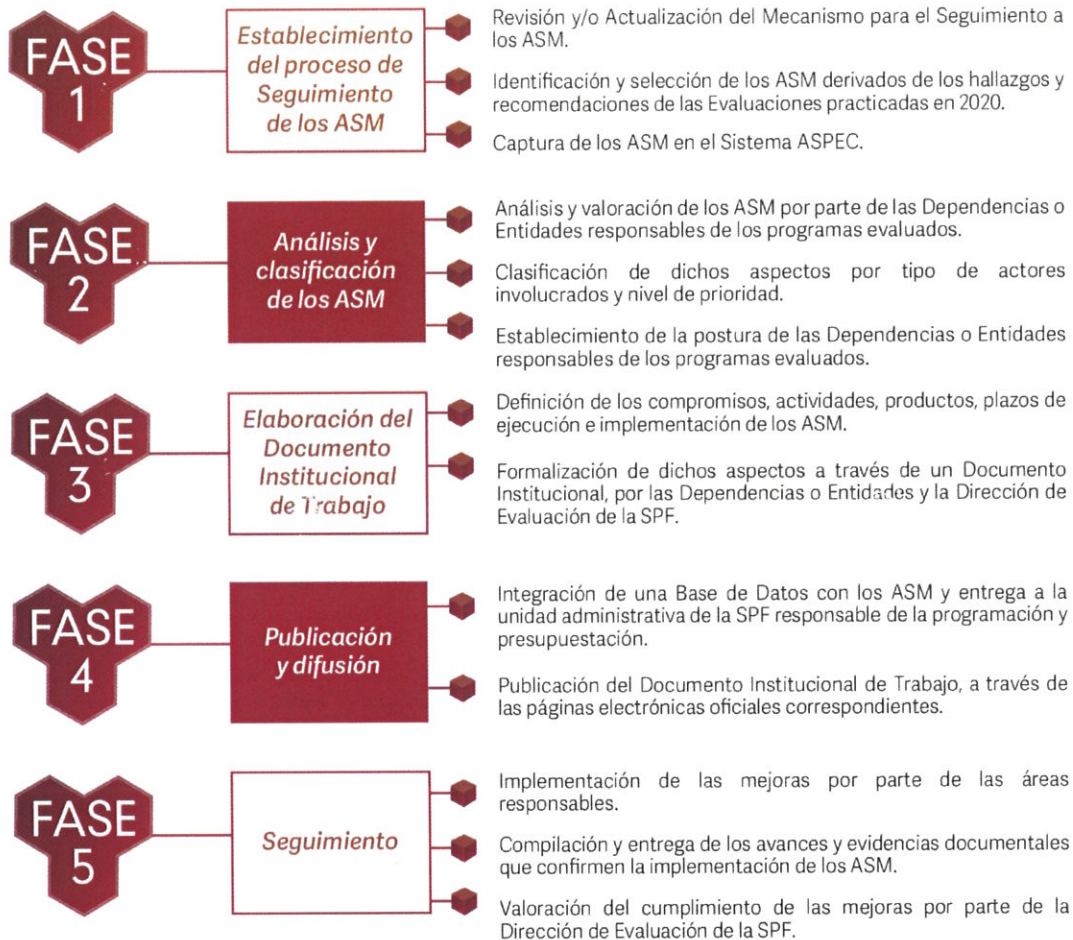 FASE
1
Establecimiento
del proceso de
Seguimiento
de los ASM
Revisión y/o Actualización del Mecanismo para el Seguimiento a
los ASM.
Identificación y selección de los ASM derivados de los hallazgos y
recomendaciones de las Evaluaciones practicadas en 2020.
Captura de los ASM en el Sistema ASPEC.
FASE
2
Análisis y
clasificación
de los ASM
Análisis y valoración de los ASM por parte de las Dependencias o
Entidades responsables de los programas evaluados.
Clasificación de dichos aspectos por tipo de actores
involucrados y nivel de prioridad.
Establecimiento de la postura de las Dependencias o Entidades
responsables de los programas evaluados.
FASE
3
Elaboración del
Documento
Institucional
de Trabajo
Definición de los compromisos, actividades, productos, plazos de
ejecución e implementación de los ASM.
Formalización de dichos aspectos a través de un Documento
Institucional, por las Dependencias o Entidades y la Dirección de
Evaluación de la SPF.
FASE
4
Publicación
y difusión
Integración de una Base de Datos con los ASM y entrega a la
unidad administrativa de la SPF responsable de la programación y
presupuestación.
Publicación del Documento Institucional de Trabajo, a través de
las páginas electrónicas oficiales correspondientes.
FASE
5
Seguimiento
Implementación de las mejoras por parte de las áreas
responsables.
Compilación y entrega de los avances y evidencias documentales
que confirmen la implementación de los ASM.
Valoración del cumplimiento de las mejoras por parte de la
Dirección de Evaluación de la SPF.